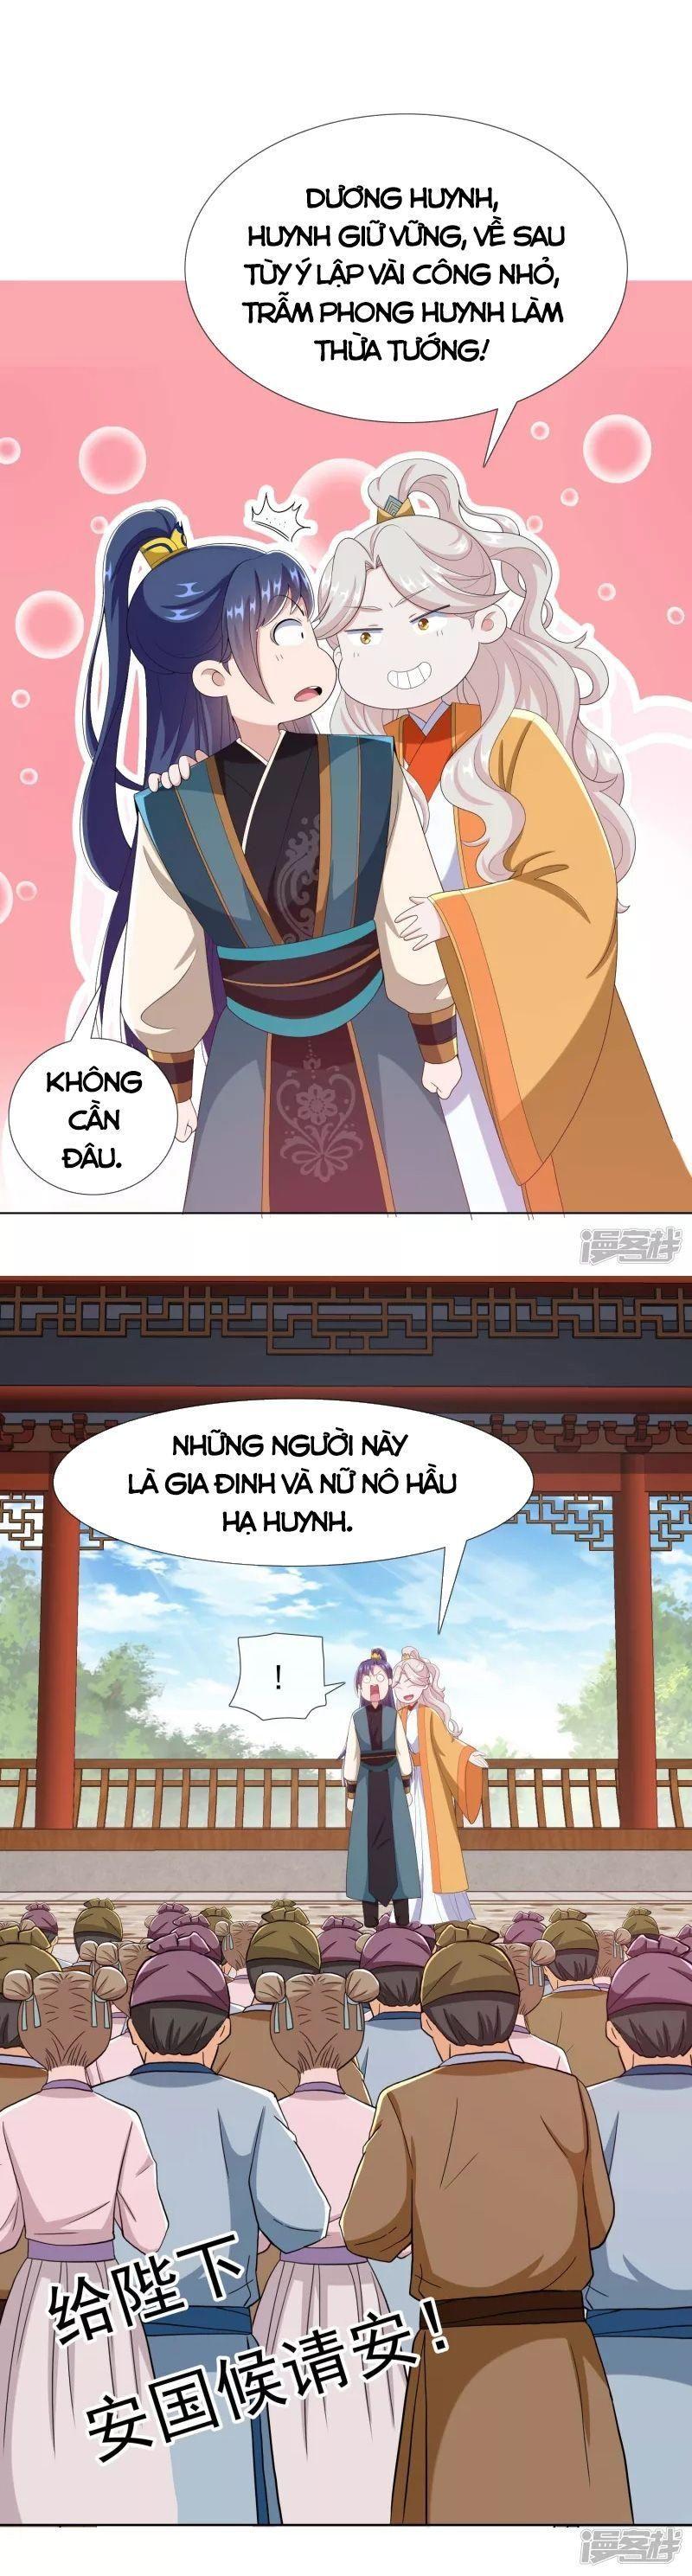 DƯƠNG HUYNH,
HUYNH GIỮ VỮNG, VỀ SAU
TÙY Ý LẬP VÀI CÔNG NHỎ,
TRẪM PHONG HUYNH LÀM
THỪA TƯỚNG!
KHÔNG
CẦN
ĐÂU.
漫客栈
NHỮNG NGƯỜI NÀY
LÀ GIA ĐINH VÀ NỮ NÔ HẦU
HẠ HUYNH.
!
给陛下
安国候请安！
漫客栈